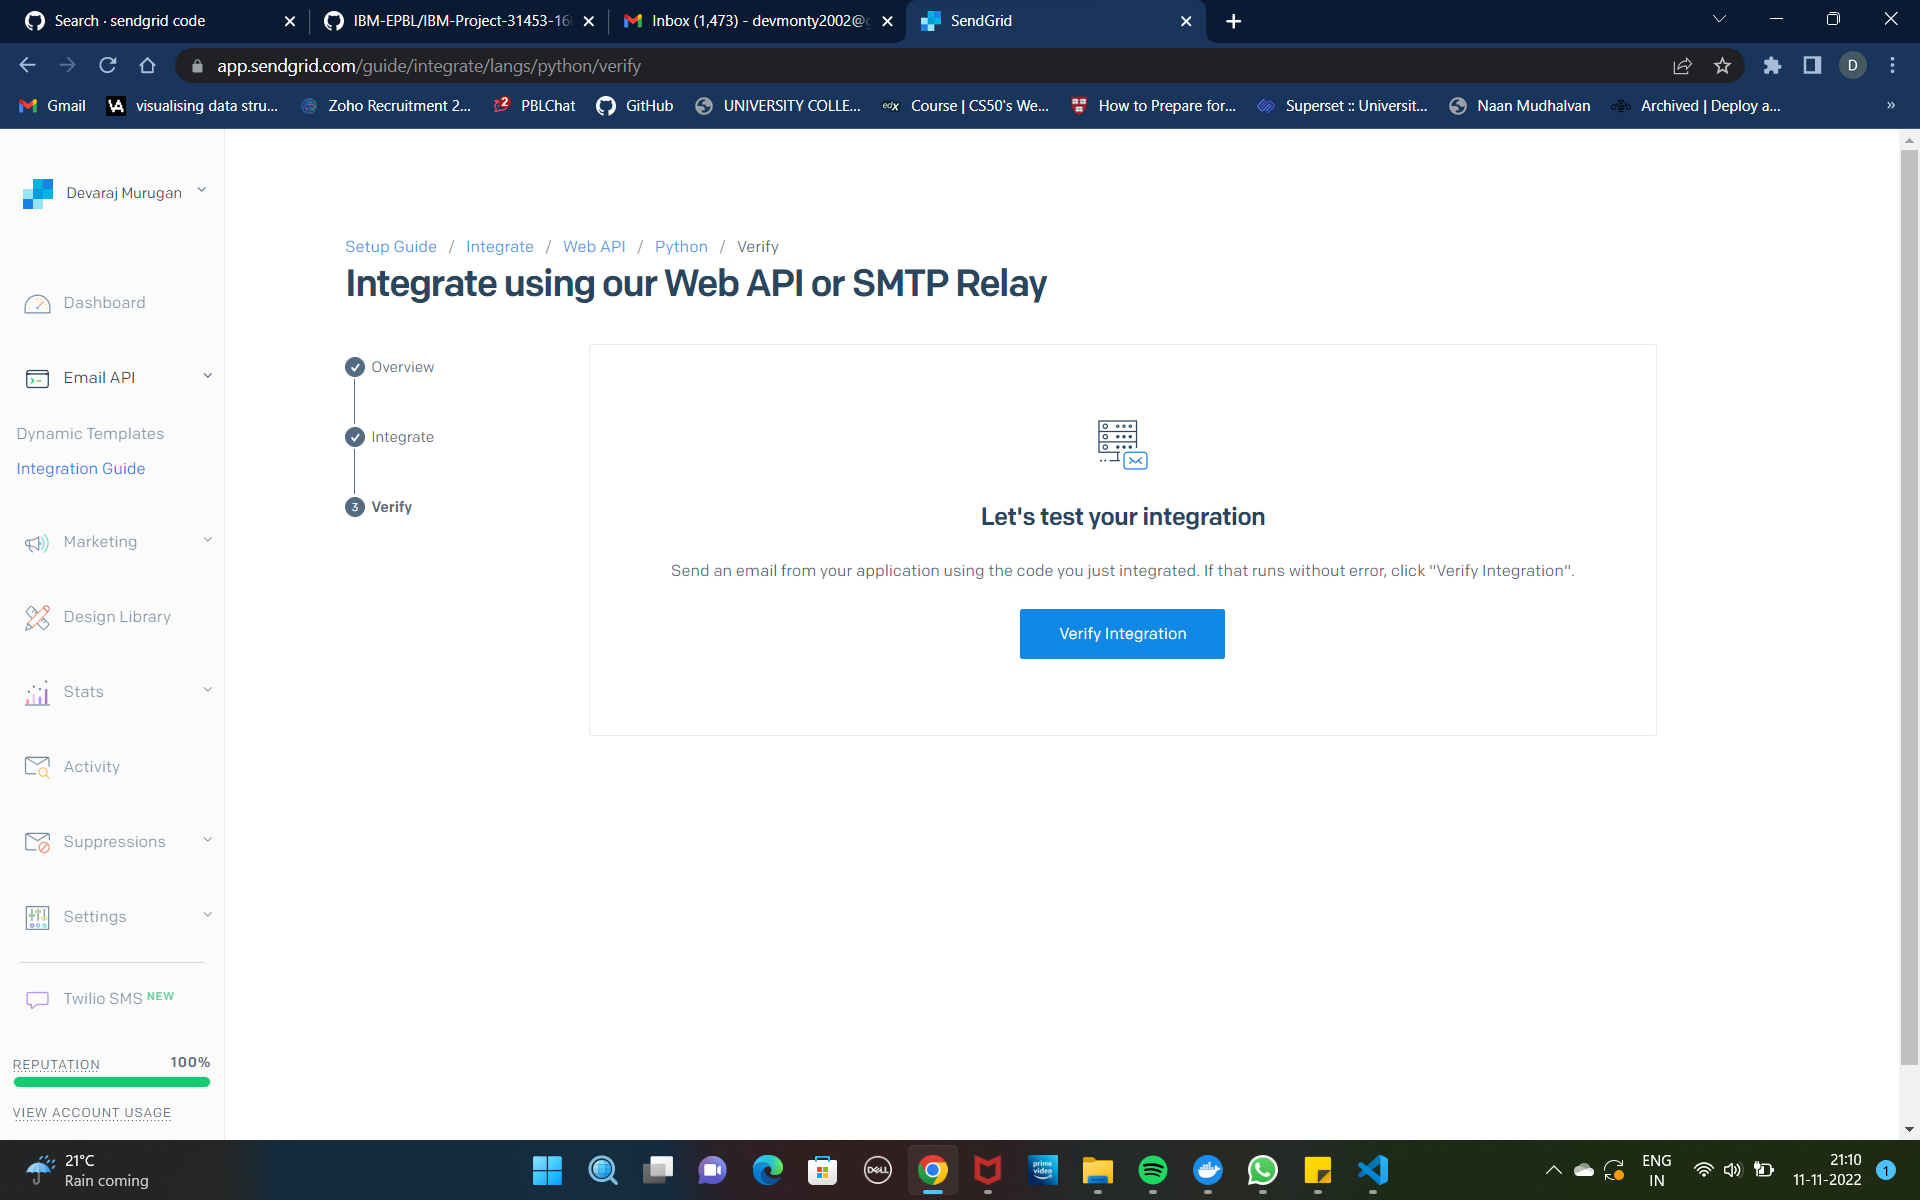 Search · sendgrid code
IBM-EPBL/IBM-Project-31453-16
Inbox (1,473) - devmonty2002@g
SendGrid
app.sendgrid.com/guide/integrate/langs/python/verify
D
Gmail
visualising data stru...
Zoho Recruitment 2...
PBLChat
GitHub
UNIVERSITY COLLE...
edX
Course | CS50's We...
How to Prepare for...
Superset :: Universit...
Naan Mudhalvan
Archived | Deploy a...
»
Devaraj Murugan
Dashboard
Email API
Dynamic Templates
Integration Guide
Marketing
Design Library
Stats
Activity
Suppressions
Settings
Twilio SMS NEW
REPUTATION 100%
VIEW ACCOUNT USAGE
Setup Guide / Integrate / Web API / Python / Verify
Integrate using our Web API or SMTP Relay
Overview
Integrate
3 Verify
Let's test your integration
Send an email from your application using the code you just integrated. If that runs without error, click "Verify Integration".
Verify Integration
21°C
Rain coming
DELL
prime video
ENG
IN
21:10
11-11-2022
1